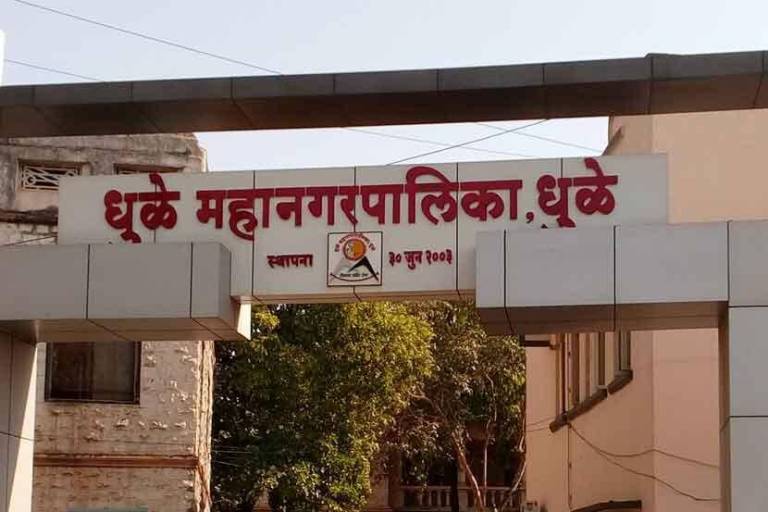 धुळे महानगरपालिका, धुळे
स्थापना ३० जुन २००३